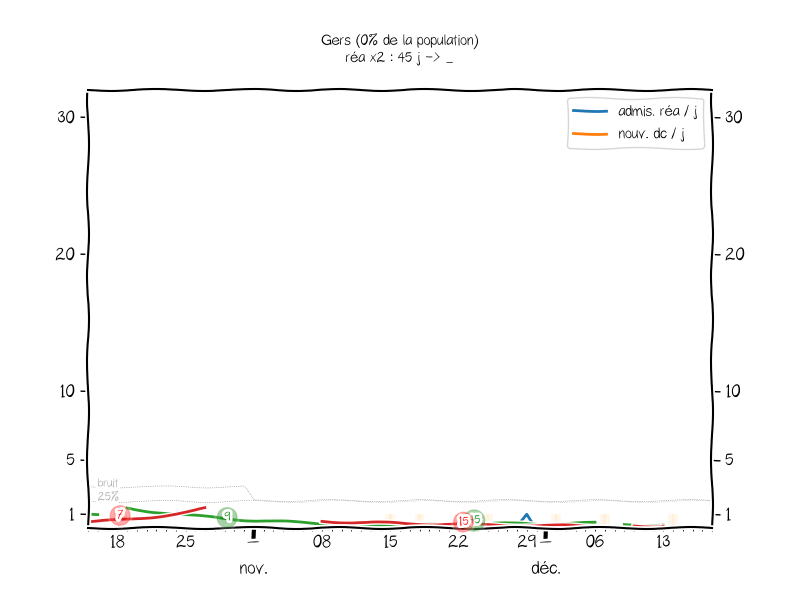 Gers (0% de la population)
réa x2 : 45 j -> _
admis. réa / j
nouv. dc / j
30 30
20 20
10 10
5 5
bruit
25%
1 1
7 9 15 15
18 25 08 15 22 29 06 13
nov. déc.